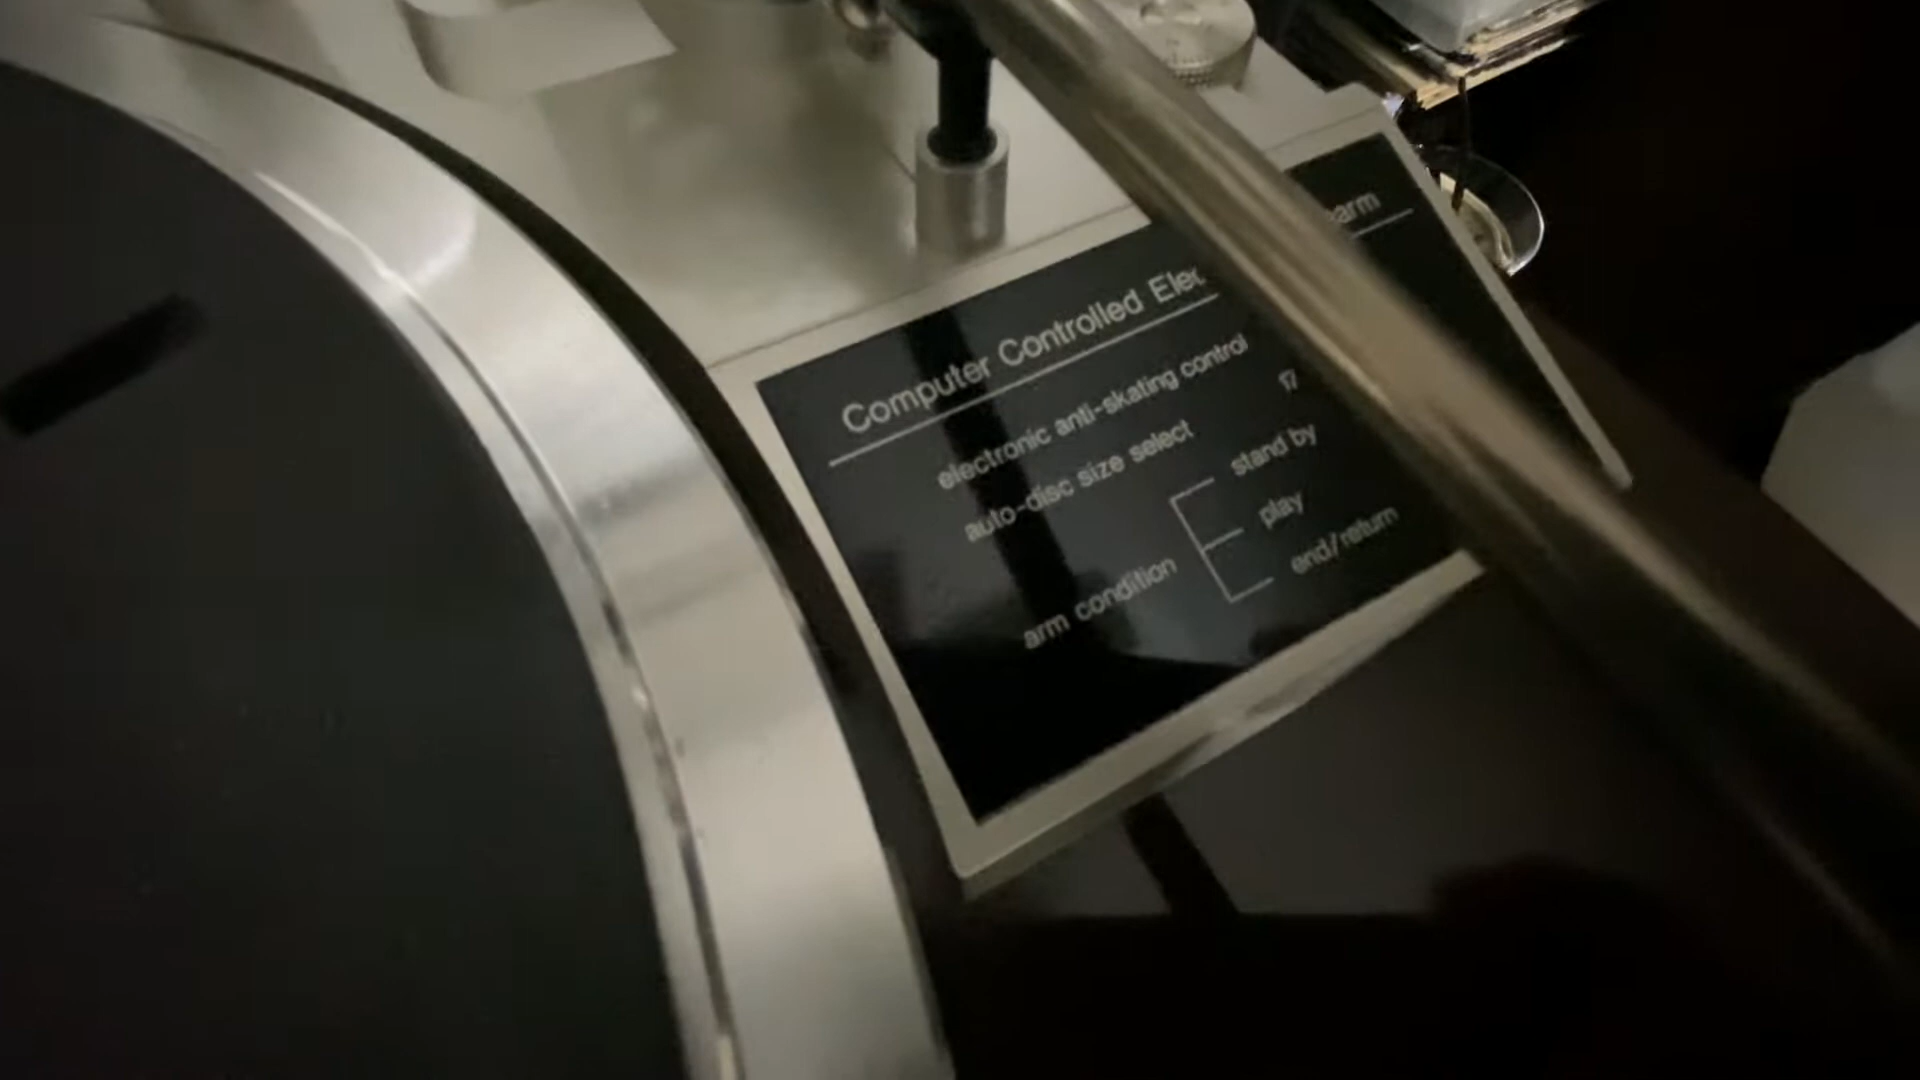 Computer Controlled Elec arm
electronic anti-skating control
auto-disc size select 17
arm condition
stand by
play
end/return